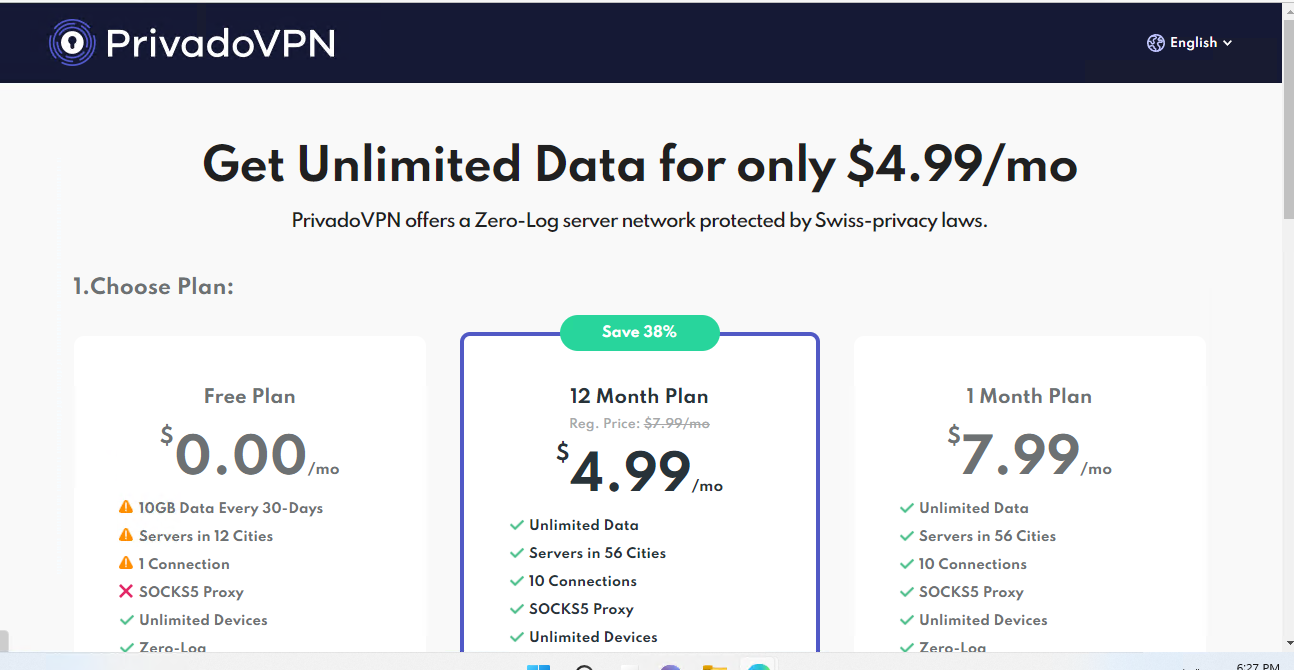 PrivadoVPN
English
Get Unlimited Data for only $4.99/mo
PrivadoVPN offers a Zero-Log server network protected by Swiss-privacy laws.
1.Choose Plan:
Free Plan
$0.00/mo
10GB Data Every 30-Days
Servers in 12 Cities
1 Connection
SOCKS5 Proxy
Unlimited Devices
Zero-Log
Save 38%
12 Month Plan
Reg. Price: $7.99/mo
$4.99/mo
Unlimited Data
Servers in 56 Cities
10 Connections
SOCKS5 Proxy
Unlimited Devices
1 Month Plan
$7.99/mo
Unlimited Data
Servers in 56 Cities
10 Connections
SOCKS5 Proxy
Unlimited Devices
Zero-Log
6:27 PM